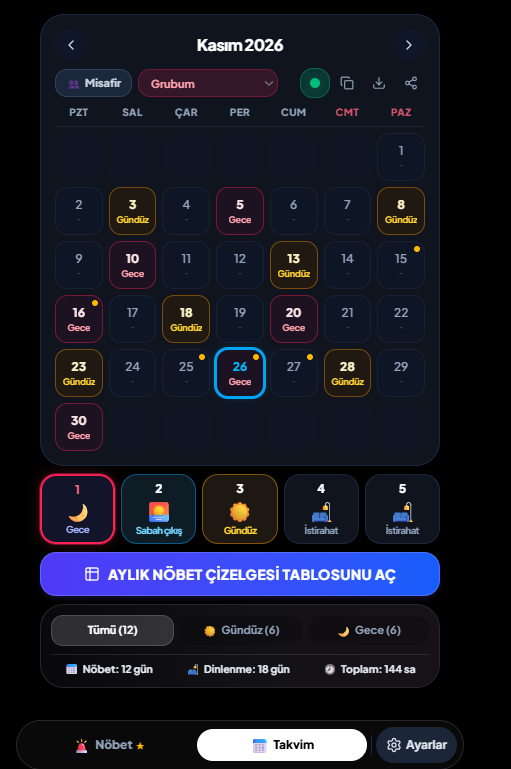 Kasım 2026
Misafir Grubum
PZT SAL ÇAR PER CUM CMT PAZ
1
-
2 3 4 5 6 7 8
- Gündüz - Gece - - Gündüz
9 10 11 12 13 14 15
- Gece - - Gündüz - -
16 17 18 19 20 21 22
Gece - Gündüz - Gece - -
23 24 25 26 27 28 29
Gündüz - - Gece - Gündüz -
30
Gece
1 2 3 4 5
Gece Sabah çıkış Gündüz İstirahat İstirahat
AYLIK NÖBET ÇİZELGESİ TABLOSUNU AÇ
Tümü (12) Gündüz (6) Gece (6)
Nöbet: 12 gün Dinlenme: 18 gün Toplam: 144 sa
Nöbet Takvim Ayarlar